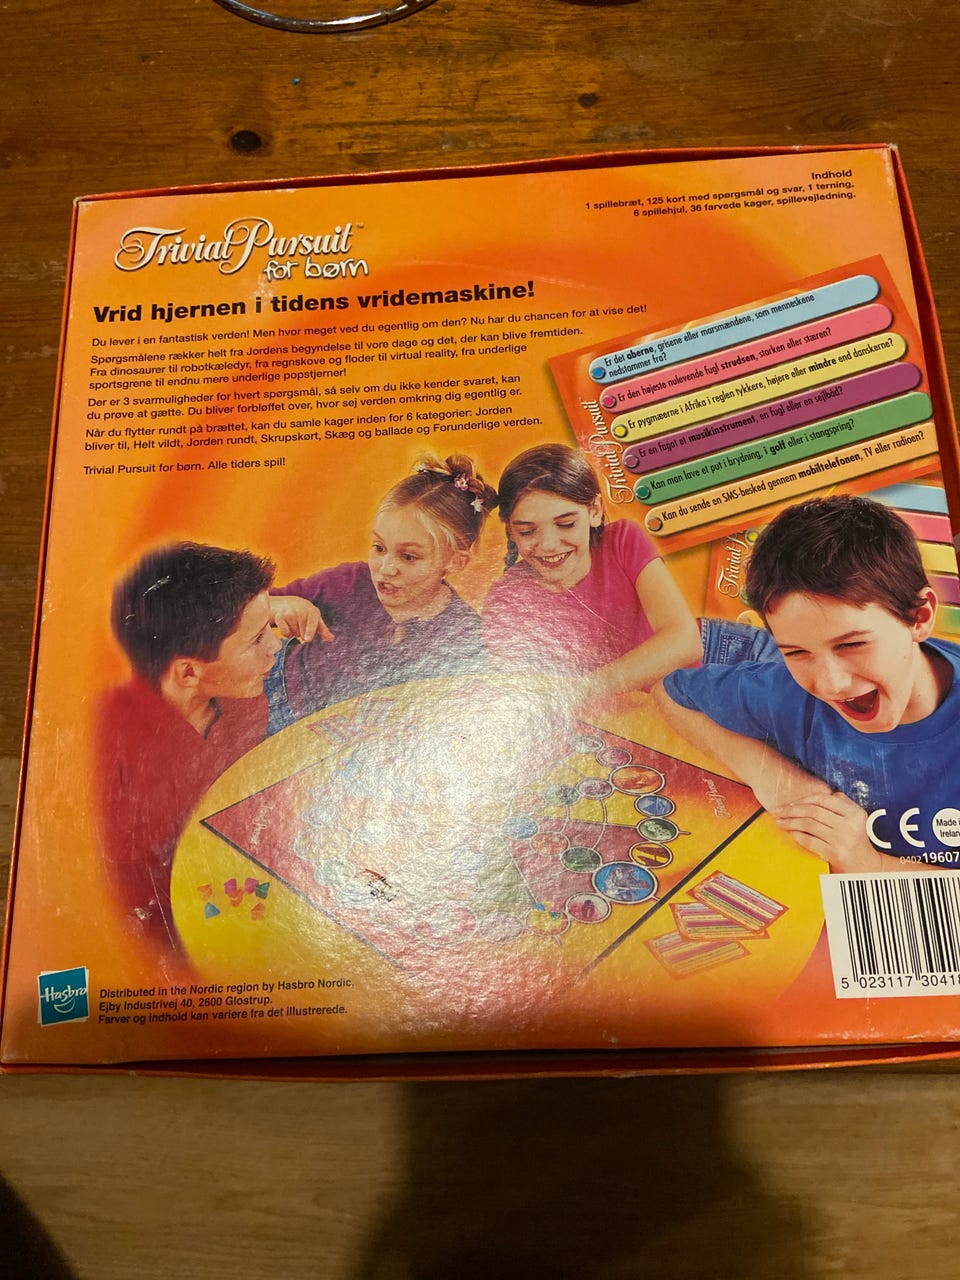 Indhold
1 spillebræt, 125 kort med spørgsmål og svar, 1 terning,
6 spillehjul, 36 farvede kager, spillevejledning.
Trivial Pursuit™
for børn
Vrid hjernen i tidens vridemaskine!
Du lever i en fantastisk verden! Men hvor meget ved du egentlig om den? Nu har du chancen for at vise det!
Spørgsmålene rækker helt fra Jordens begyndelse til vore dage og det, der kan blive fremtiden.
Fra dinosaurer til robotkæledyr, fra regnskove og floder til virtual reality, fra underlige
sportsgrene til endnu mere underlige popstjerner!
Der er 3 svarmuligheder for hvert spørgsmål, så selv om du ikke kender svaret, kan
du prøve at gætte. Du bliver forbløffet over, hvor sej verden omkring dig egentlig er.
Når du flytter rundt på brættet, kan du samle kager inden for 6 kategorier: Jorden
bliver til, Helt vildt, Jorden rundt, Skrupskørt, Skæg og ballade og Forunderlige verden.
Trivial Pursuit for børn. Alle tiders spil!
Trivial Pursuit
Er det aberne, grisene eller marsmændene, som menneskene
nedstammer fra?
Er den højeste nulevende fugl strudsen, storken eller stæren?
Er pygmæerne i Afrika i reglen tykkere, højere eller mindre end danskerne?
Er en fagot et musikinstrument, en fugl eller en sejlbåd?
Kan man lave et put i brydning, i golf eller i stangspring?
Kan du sende en SMS-besked gennem mobiltelefonen, TV eller radioen?
Trivial
CE
Made i
Irelan
040219607
5 023117 30418
Hasbro
Distributed in the Nordic region by Hasbro Nordic,
Ejby Industrivej 40, 2600 Glostrup.
Farver og indhold kan variere fra det illustrerede.